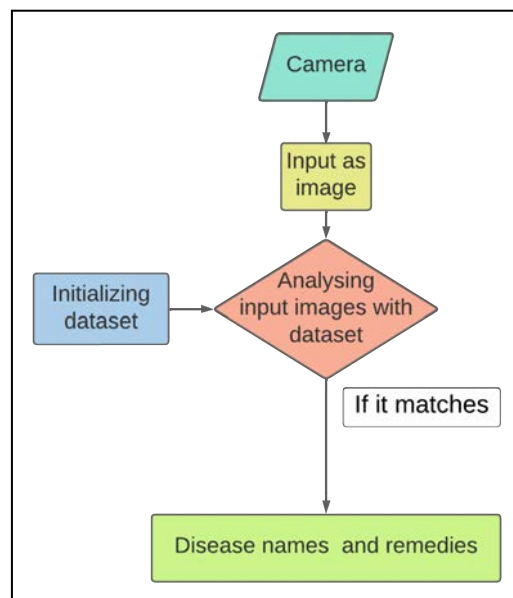 Camera
Input as
image
Initializing
dataset
Analysing
input images with
dataset
If it matches
Disease names and remedies